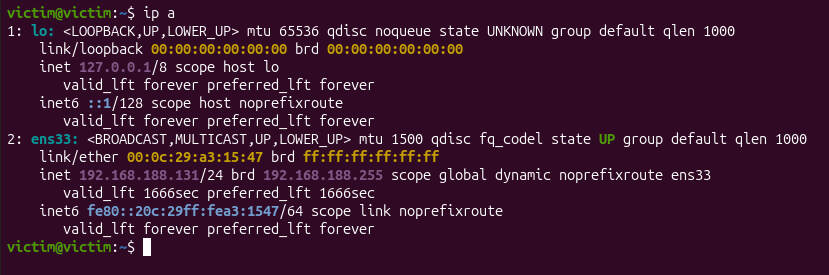 victim@victim:~$ ip a
1: lo: <LOOPBACK,UP,LOWER_UP> mtu 65536 qdisc noqueue state UNKNOWN group default qlen 1000
    link/loopback 00:00:00:00:00:00 brd 00:00:00:00:00:00
    inet 127.0.0.1/8 scope host lo
       valid_lft forever preferred_lft forever
    inet6 ::1/128 scope host noprefixroute
       valid_lft forever preferred_lft forever
2: ens33: <BROADCAST,MULTICAST,UP,LOWER_UP> mtu 1500 qdisc fq_codel state UP group default qlen 1000
    link/ether 00:0c:29:a3:15:47 brd ff:ff:ff:ff:ff:ff
    inet 192.168.188.131/24 brd 192.168.188.255 scope global dynamic noprefixroute ens33
       valid_lft 1666sec preferred_lft 1666sec
    inet6 fe80::20c:29ff:fea3:1547/64 scope link noprefixroute
       valid_lft forever preferred_lft forever
victim@victim:~$